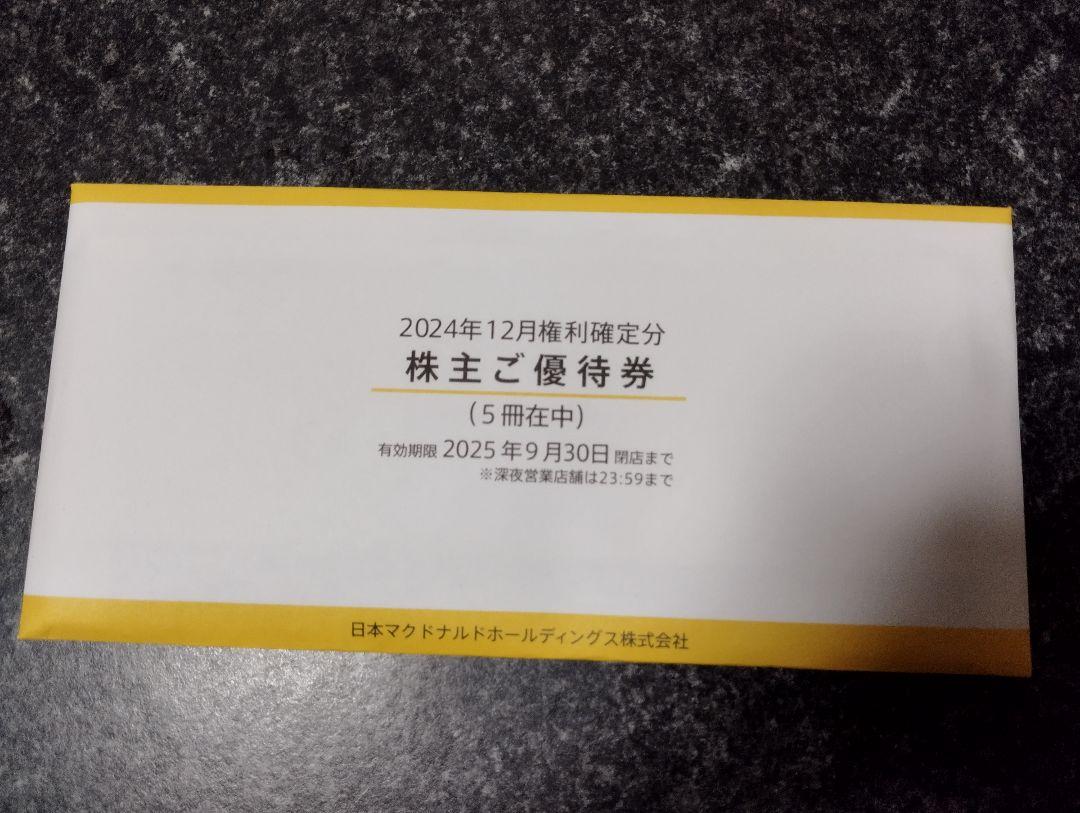 2024年12月権利確定分
株主ご優待券
(5冊在中)
有効期限 2025年9月30日 閉店まで
※深夜営業店舗は23:59まで
日本マクドナルドホールディングス株式会社